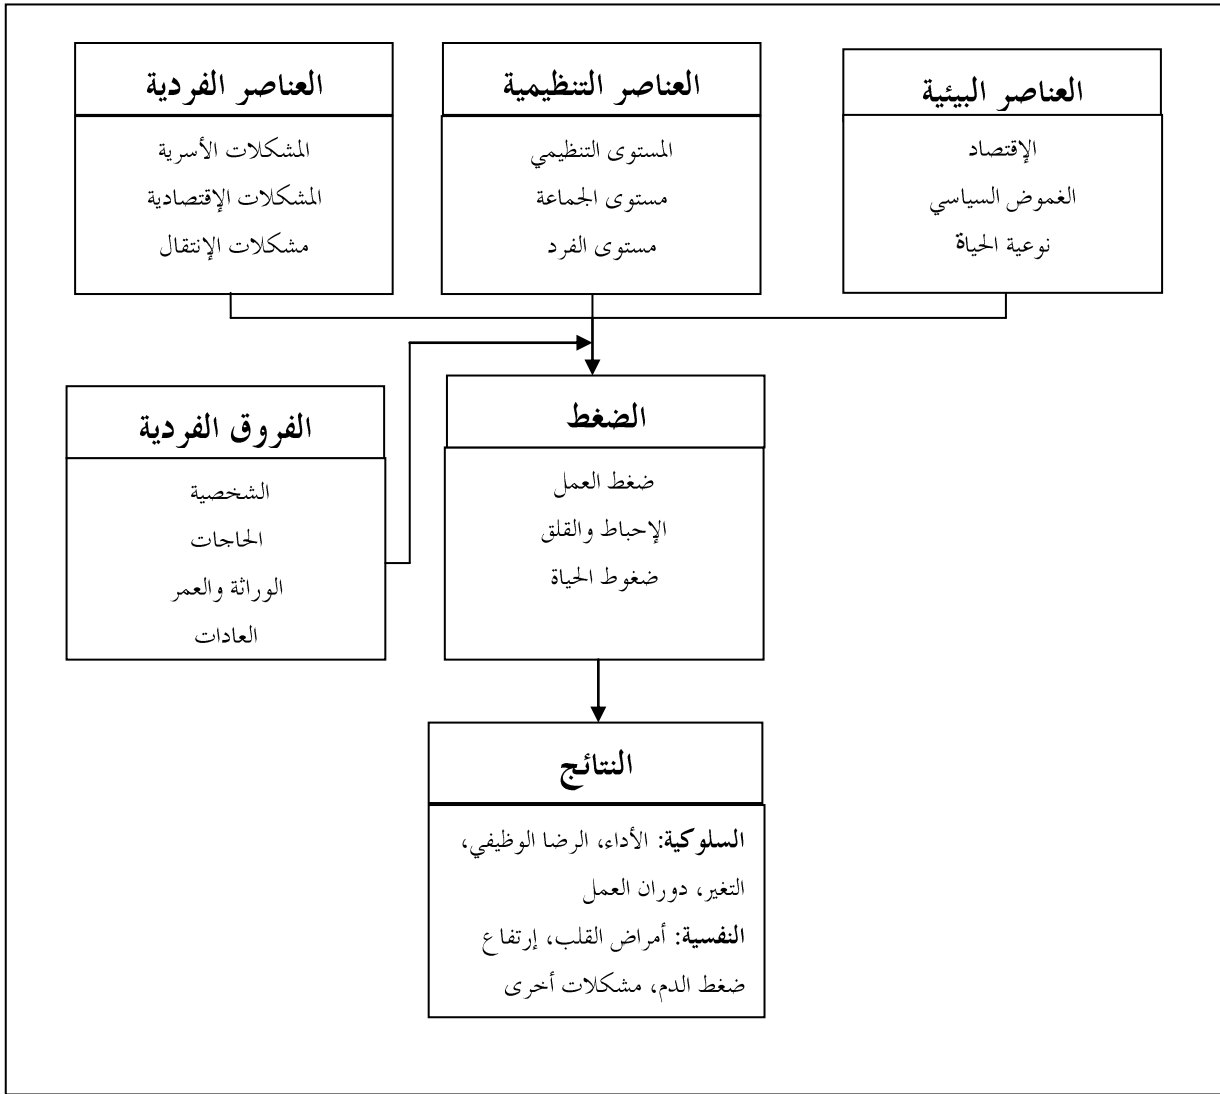 العناصر البيئية
الإقتصاد
الغموض السياسي
نوعية الحياة
العناصر التنظيمية
المستوى التنظيمي
مستوى الجماعة
مستوى الفرد
العناصر الفردية
المشكلات الأسرية
المشكلات الإقتصادية
مشكلات الإنتقال
الضغط
ضغط العمل
الإحباط والقلق
ضغوط الحياة
الفروق الفردية
الشخصية
الحاجات
الوراثة والعمر
العادات
النتائج
السلوكية: الأداء، الرضا الوظيفي،
التغير، دوران العمل
النفسية: أمراض القلب، إرتفاع
ضغط الدم، مشكلات أخرى